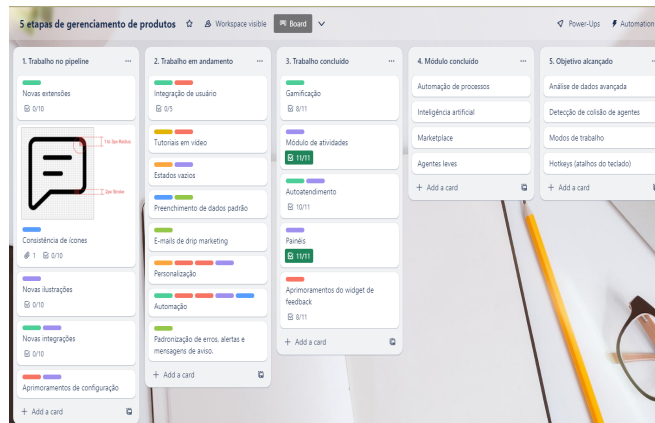 5 etapas de gerenciamento de produtos
Workspace visible
Board
Power-Ups
Automation
1. Trabalho no pipeline
Novas extensões
0/10
Consistência de ícones
1 0/10
Novas ilustrações
0/10
Novas integrações
0/10
Aprimoramentos de configuração
+ Add a card
2. Trabalho em andamento
Integração de usuário
0/5
Tutoriais em vídeo
Estados vazios
Preenchimento de dados padrão
E-mails de drip marketing
Personalização
Automação
Padronização de erros, alertas e
mensagens de aviso.
+ Add a card
3. Trabalho concluído
Gamificação
8/11
Módulo de atividades
11/11
Autoatendimento
10/11
Painéis
11/11
Aprimoramentos do widget de
feedback
8/11
+ Add a card
4. Módulo concluído
Automação de processos
Inteligência artificial
Marketplace
Agentes leves
+ Add a card
5. Objetivo alcançado
Análise de dados avançada
Detecção de colisão de agentes
Modos de trabalho
Hotkeys (atalhos do teclado)
+ Add a card